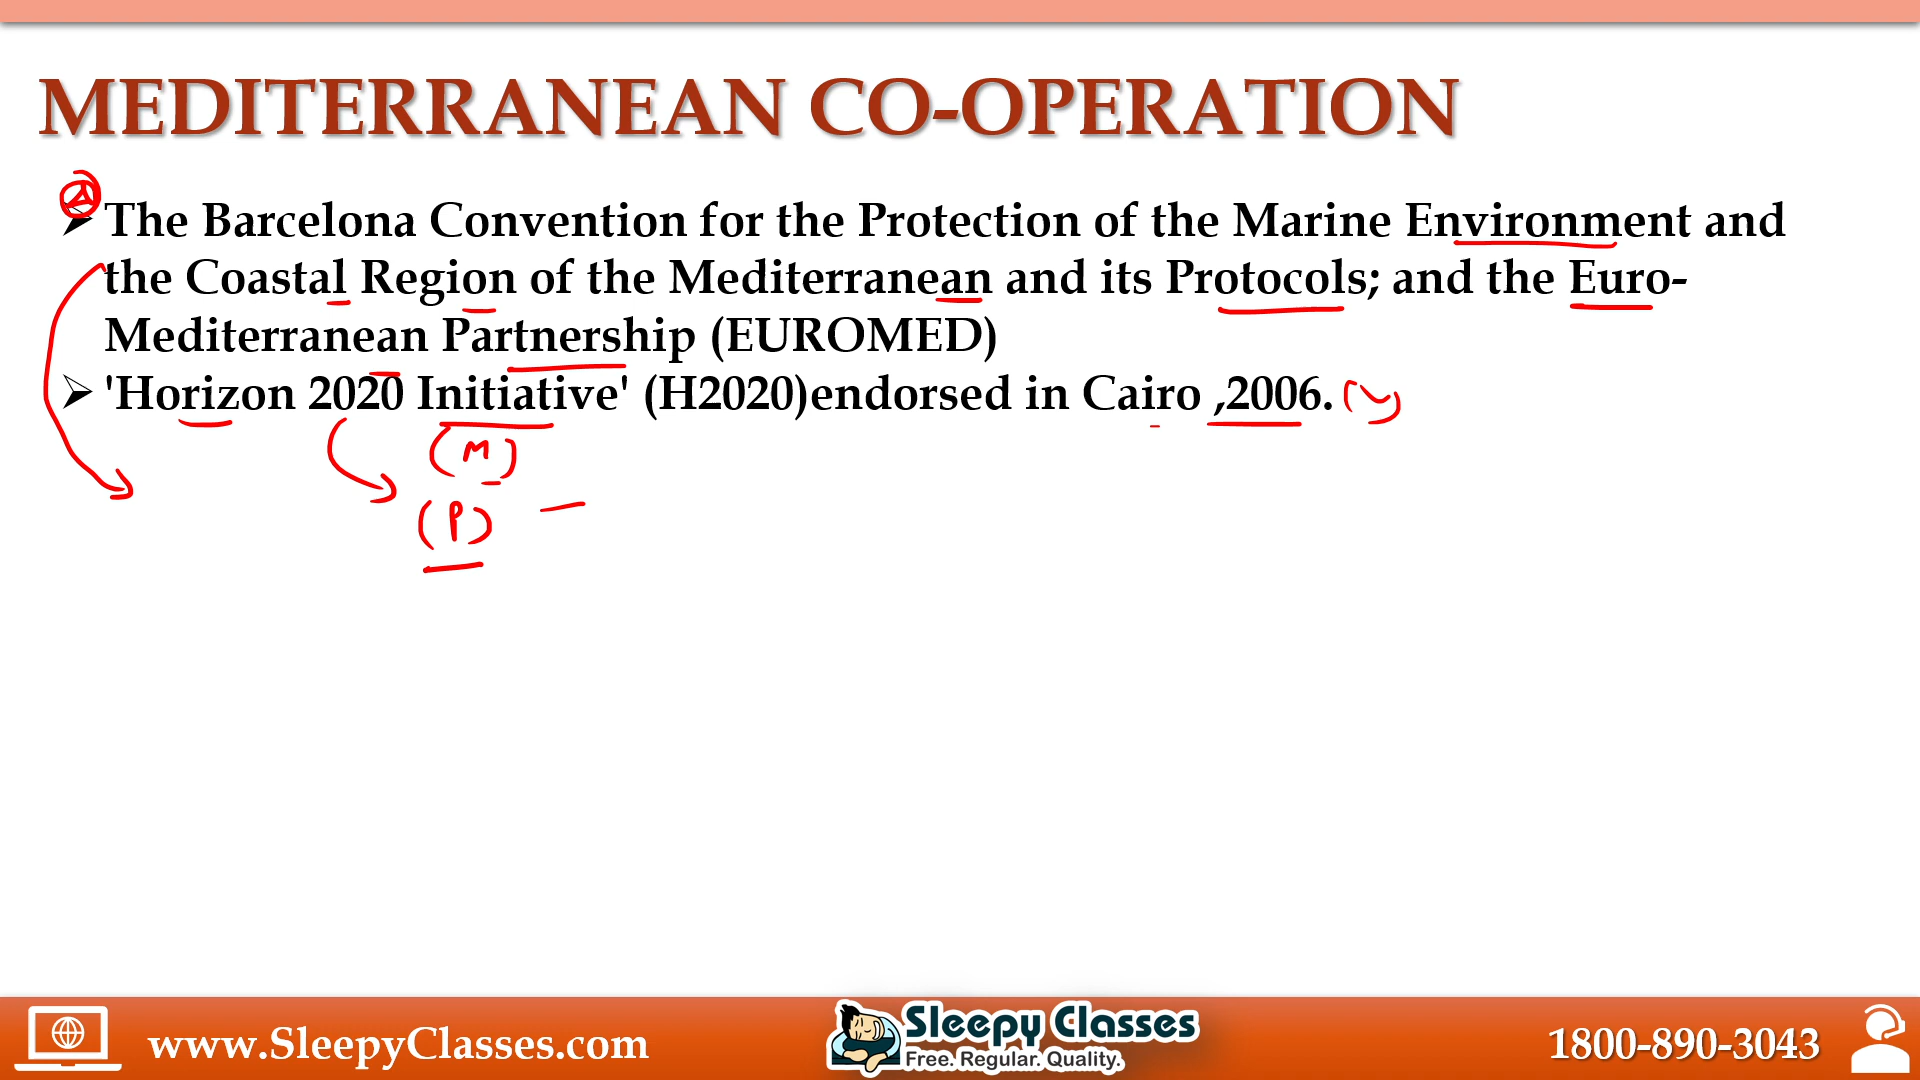 MEDITERRANEAN CO-OPERATION
The Barcelona Convention for the Protection of the Marine Environment and
the Coastal Region of the Mediterranean and its Protocols; and the Euro-
Mediterranean Partnership (EUROMED)
'Horizon 2020 Initiative' (H2020)endorsed in Cairo ,2006.
(M)
(P)
www.SleepyClasses.com
Sleepy Classes
Free. Regular. Quality.
1800-890-3043